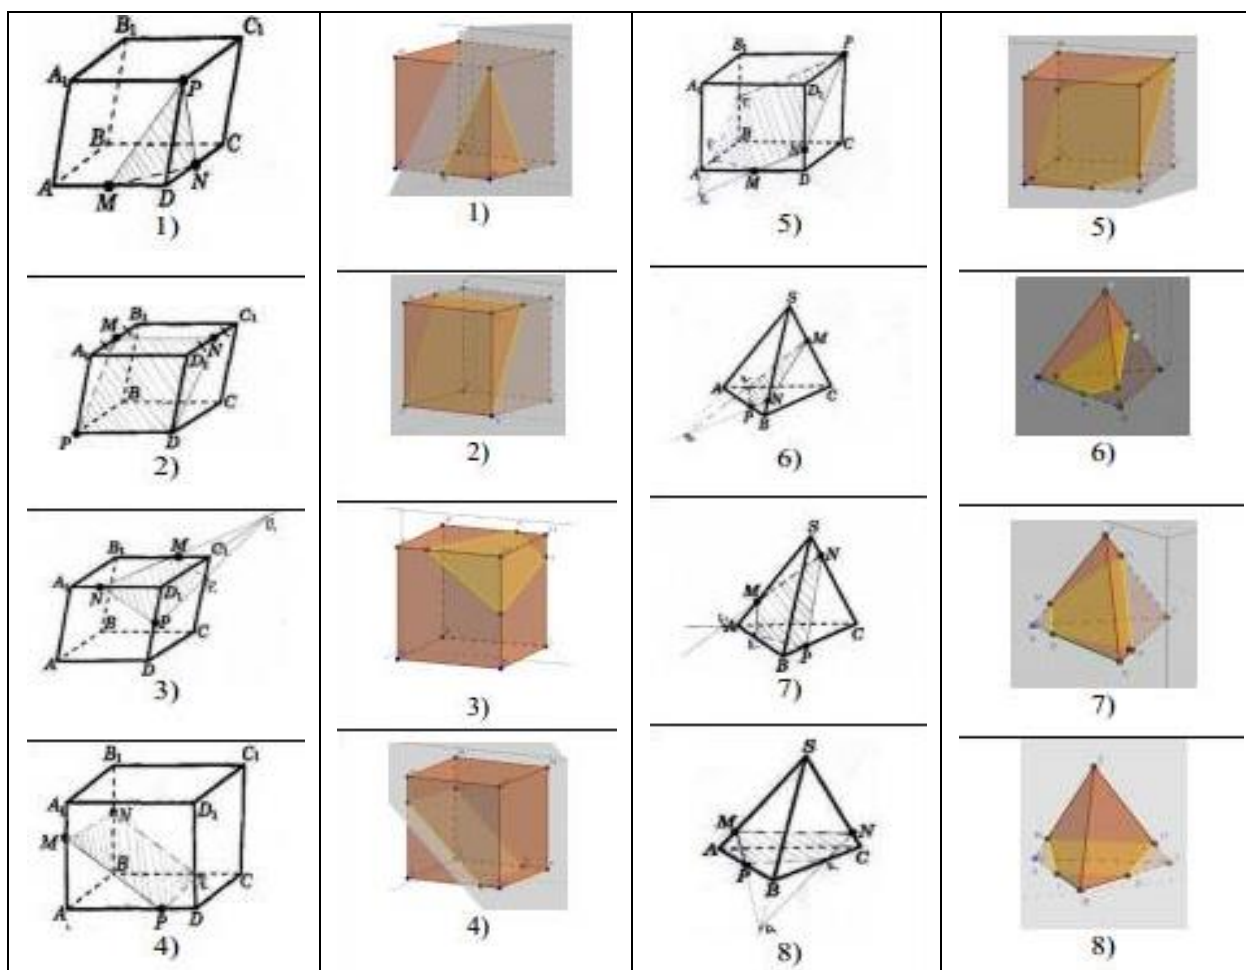 B₁ C₁
A₁ P
B C
A M D N
1)
1)
B₁ P
A₁ D₁
B C
N
A M D
5)
5)
M B₁ C₁
A₁ D₁ N
B C
P D
2)
2)
S
M
A N C
P B
6)
6)
B₁ M C₁
A₁ N D₁
B P C
A D
3)
3)
S
N
M
A C
B P
7)
7)
B₁ C₁
A₁ D₁
M N
B C
A P D
4)
4)
S
M N
A C
P B
8)
8)